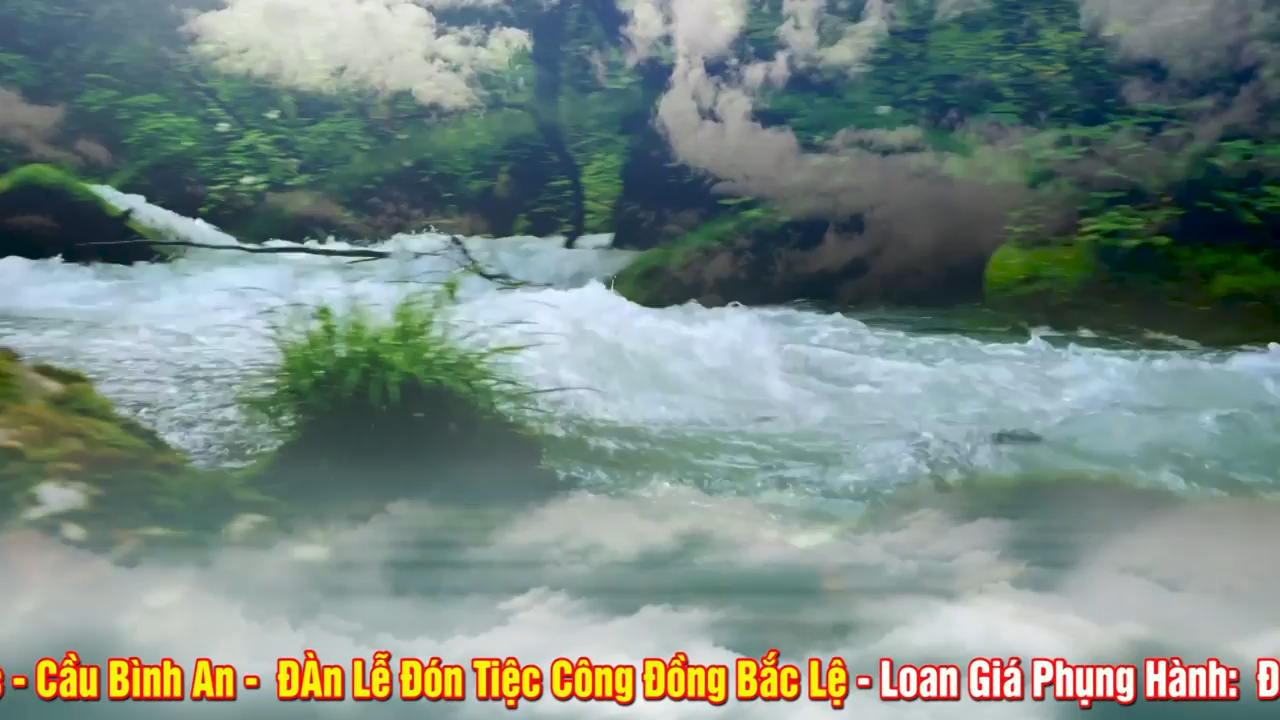 - Cầu Bình An - ĐÀn Lễ Đón Tiệc Công Đồng Bắc Lệ - Loan Giá Phụng Hành: Đ